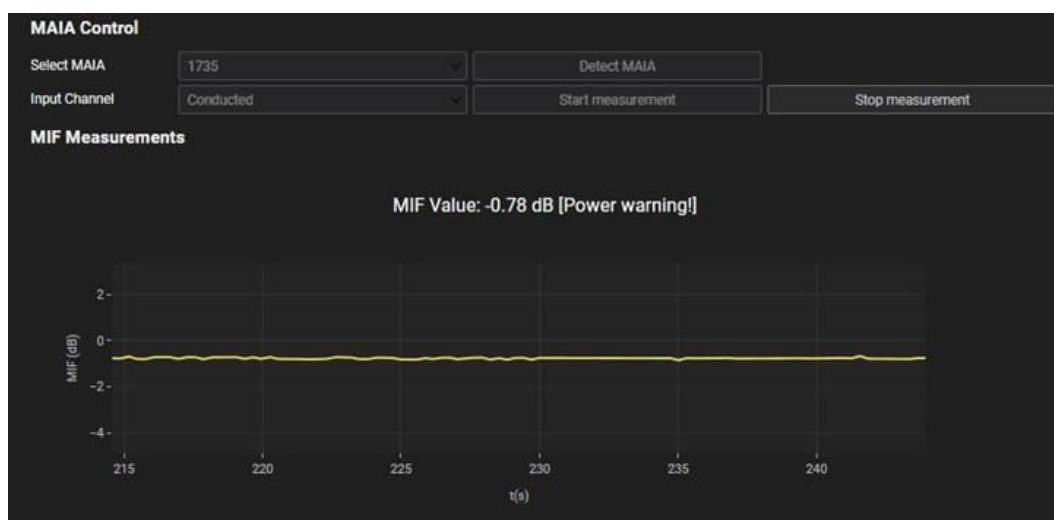 MAIA Control
Select MAIA 1735 Detect MAIA
Input Channel Conducted Start measurement Stop measurement
MIF Measurements
MIF Value: -0.78 dB [Power warning!]
2
0
−2
−4
MIF (dB)
215 220 225 230 235 240
t(s)